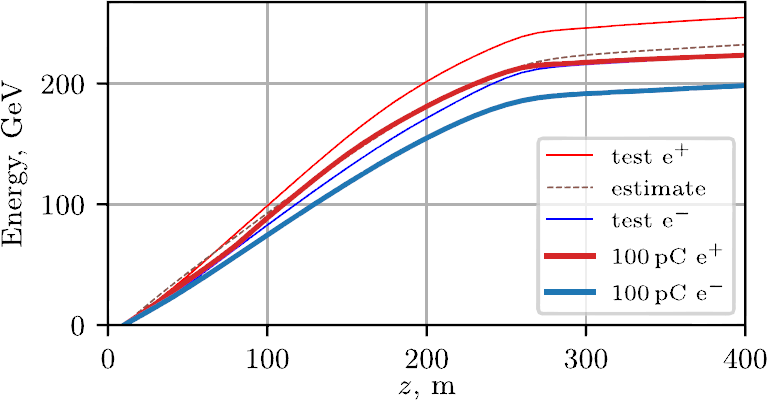 Energy, GeV
200
100
0
test e⁺
estimate
test e⁻
100 pC e⁺
100 pC e⁻
0 100 200 300 400
z, m